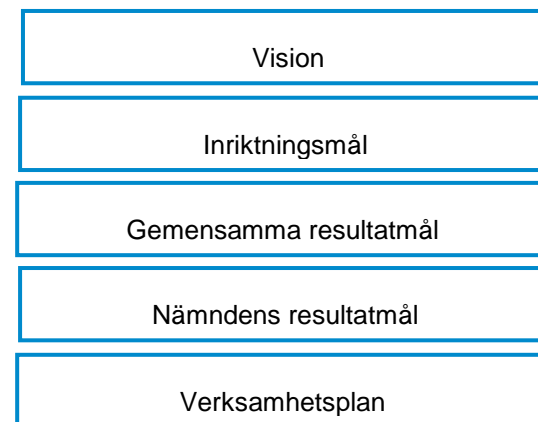 Vision
Inriktningsmål
Gemensamma resultatmål
Nämndens resultatmål
Verksamhetsplan